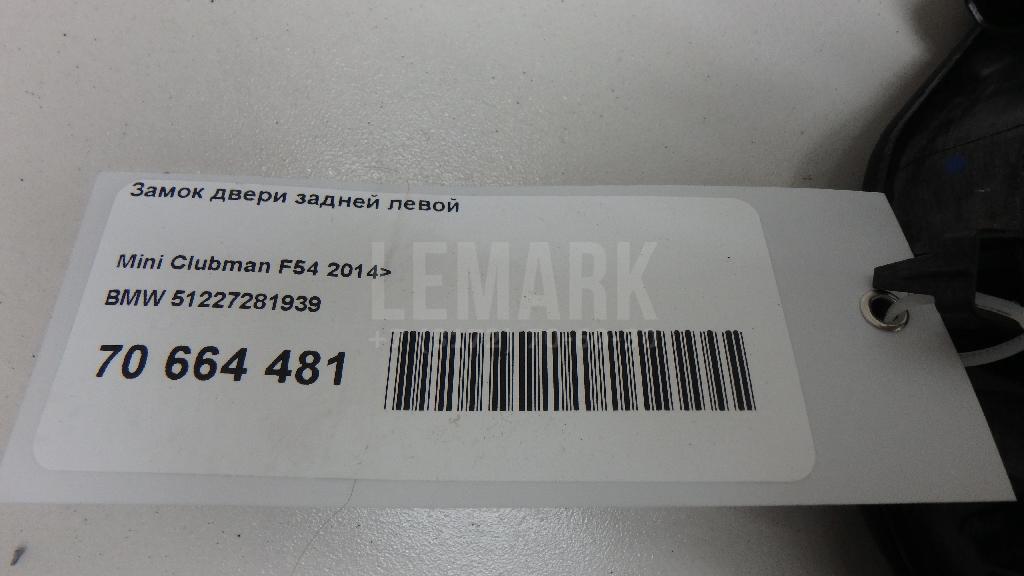 Замок двери задней левой
Mini Clubman F54 2014>
BMW 51227281939
70 664 481
LEMARK